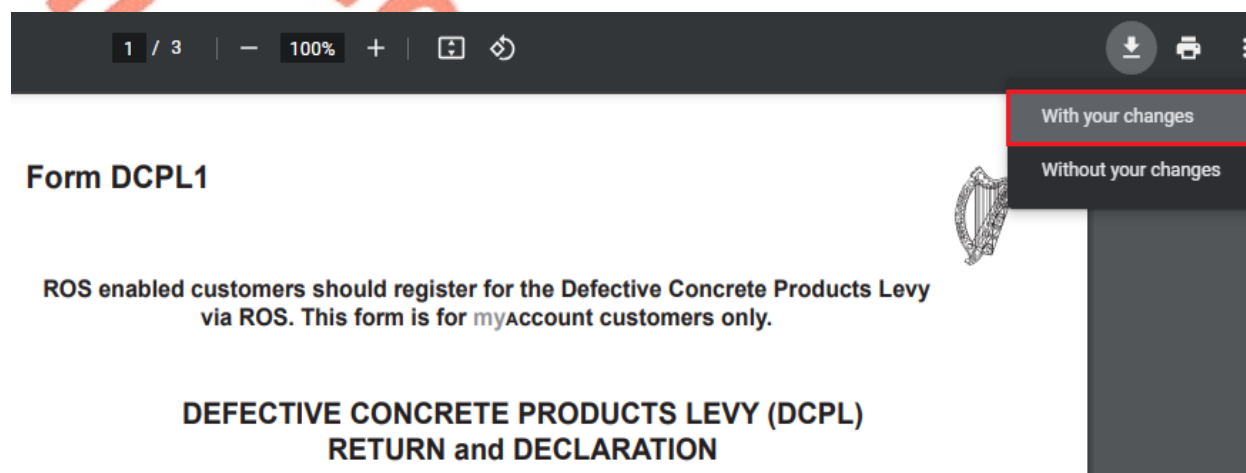 1 / 3 | − 100% + |
With your changes
Without your changes
Form DCPL1
ROS enabled customers should register for the Defective Concrete Products Levy
via ROS. This form is for myAccount customers only.
DEFECTIVE CONCRETE PRODUCTS LEVY (DCPL)
RETURN and DECLARATION